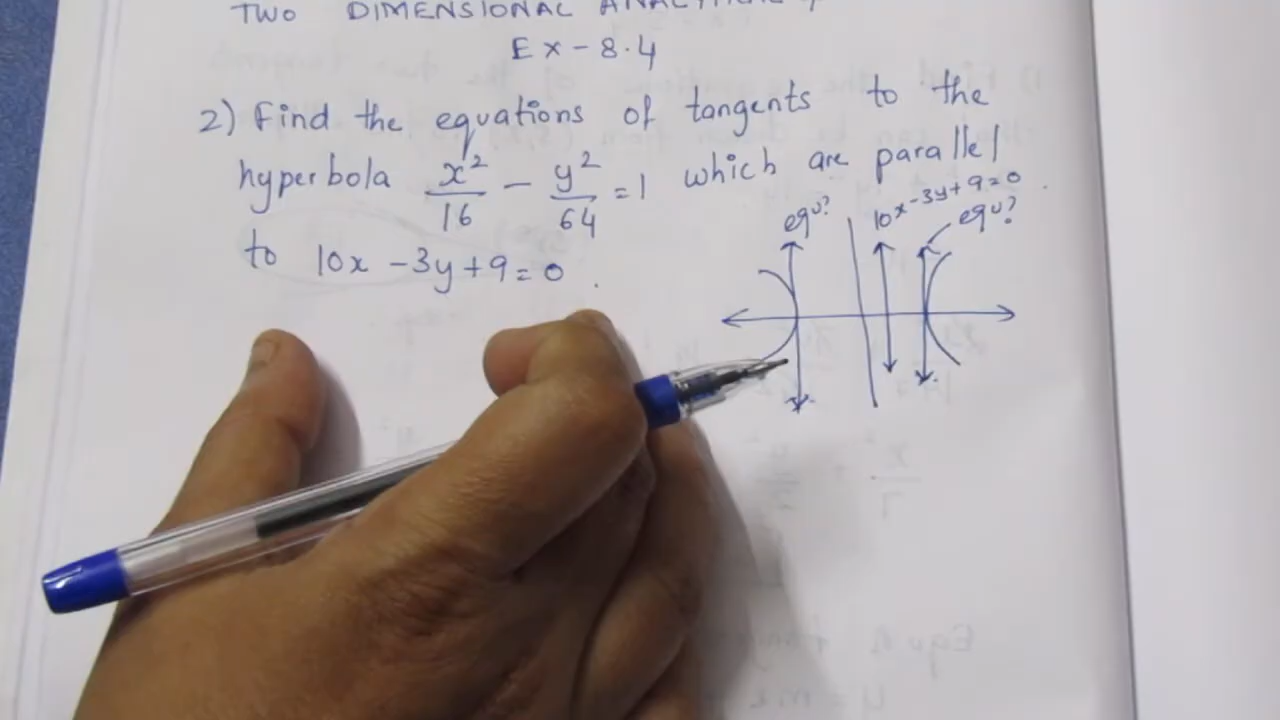 TWO DIMENSIONAL ANALYTICAL
Ex - 8.4
2) Find the equations of tangents to the
hyperbola x²/16 - y²/64 = 1 which are parallel
to 10x - 3y + 9 = 0.
equ?
10x - 3y + 9 = 0
equ?